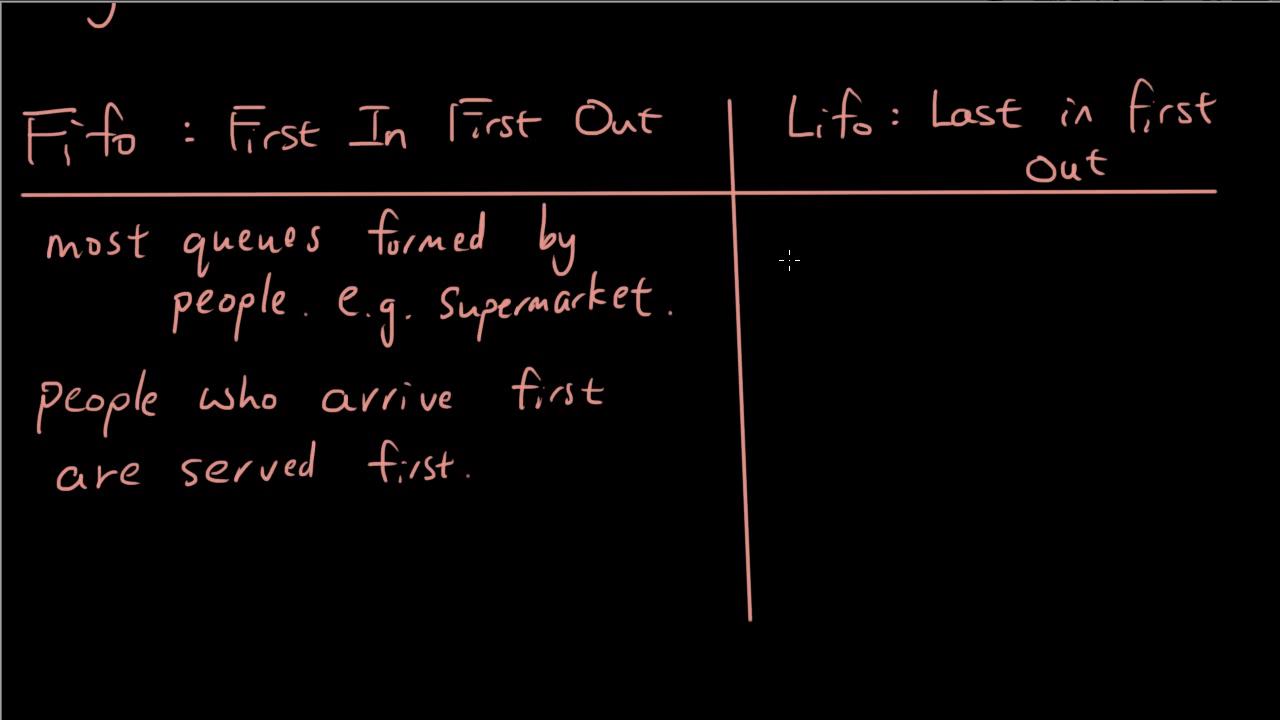 Fifo : First In First Out
Lifo : Last in first
Out
most queues formed by
people. e.g. Supermarket.
people who arrive first
are served first.